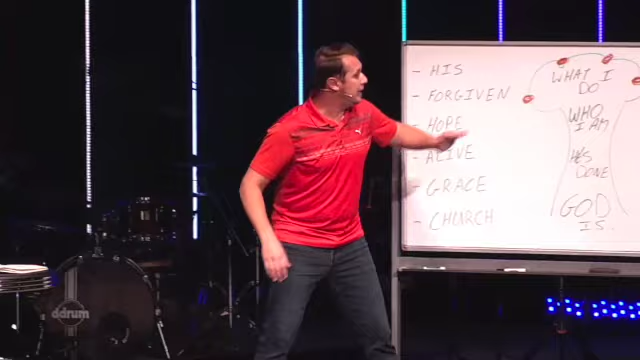 - HIS
- FORGIVEN
- HOPE
- ALIVE
- GRACE
- CHURCH
WHAT I
DO
WHO
I AM
HE'S
DONE
GOD
IS
ddrum